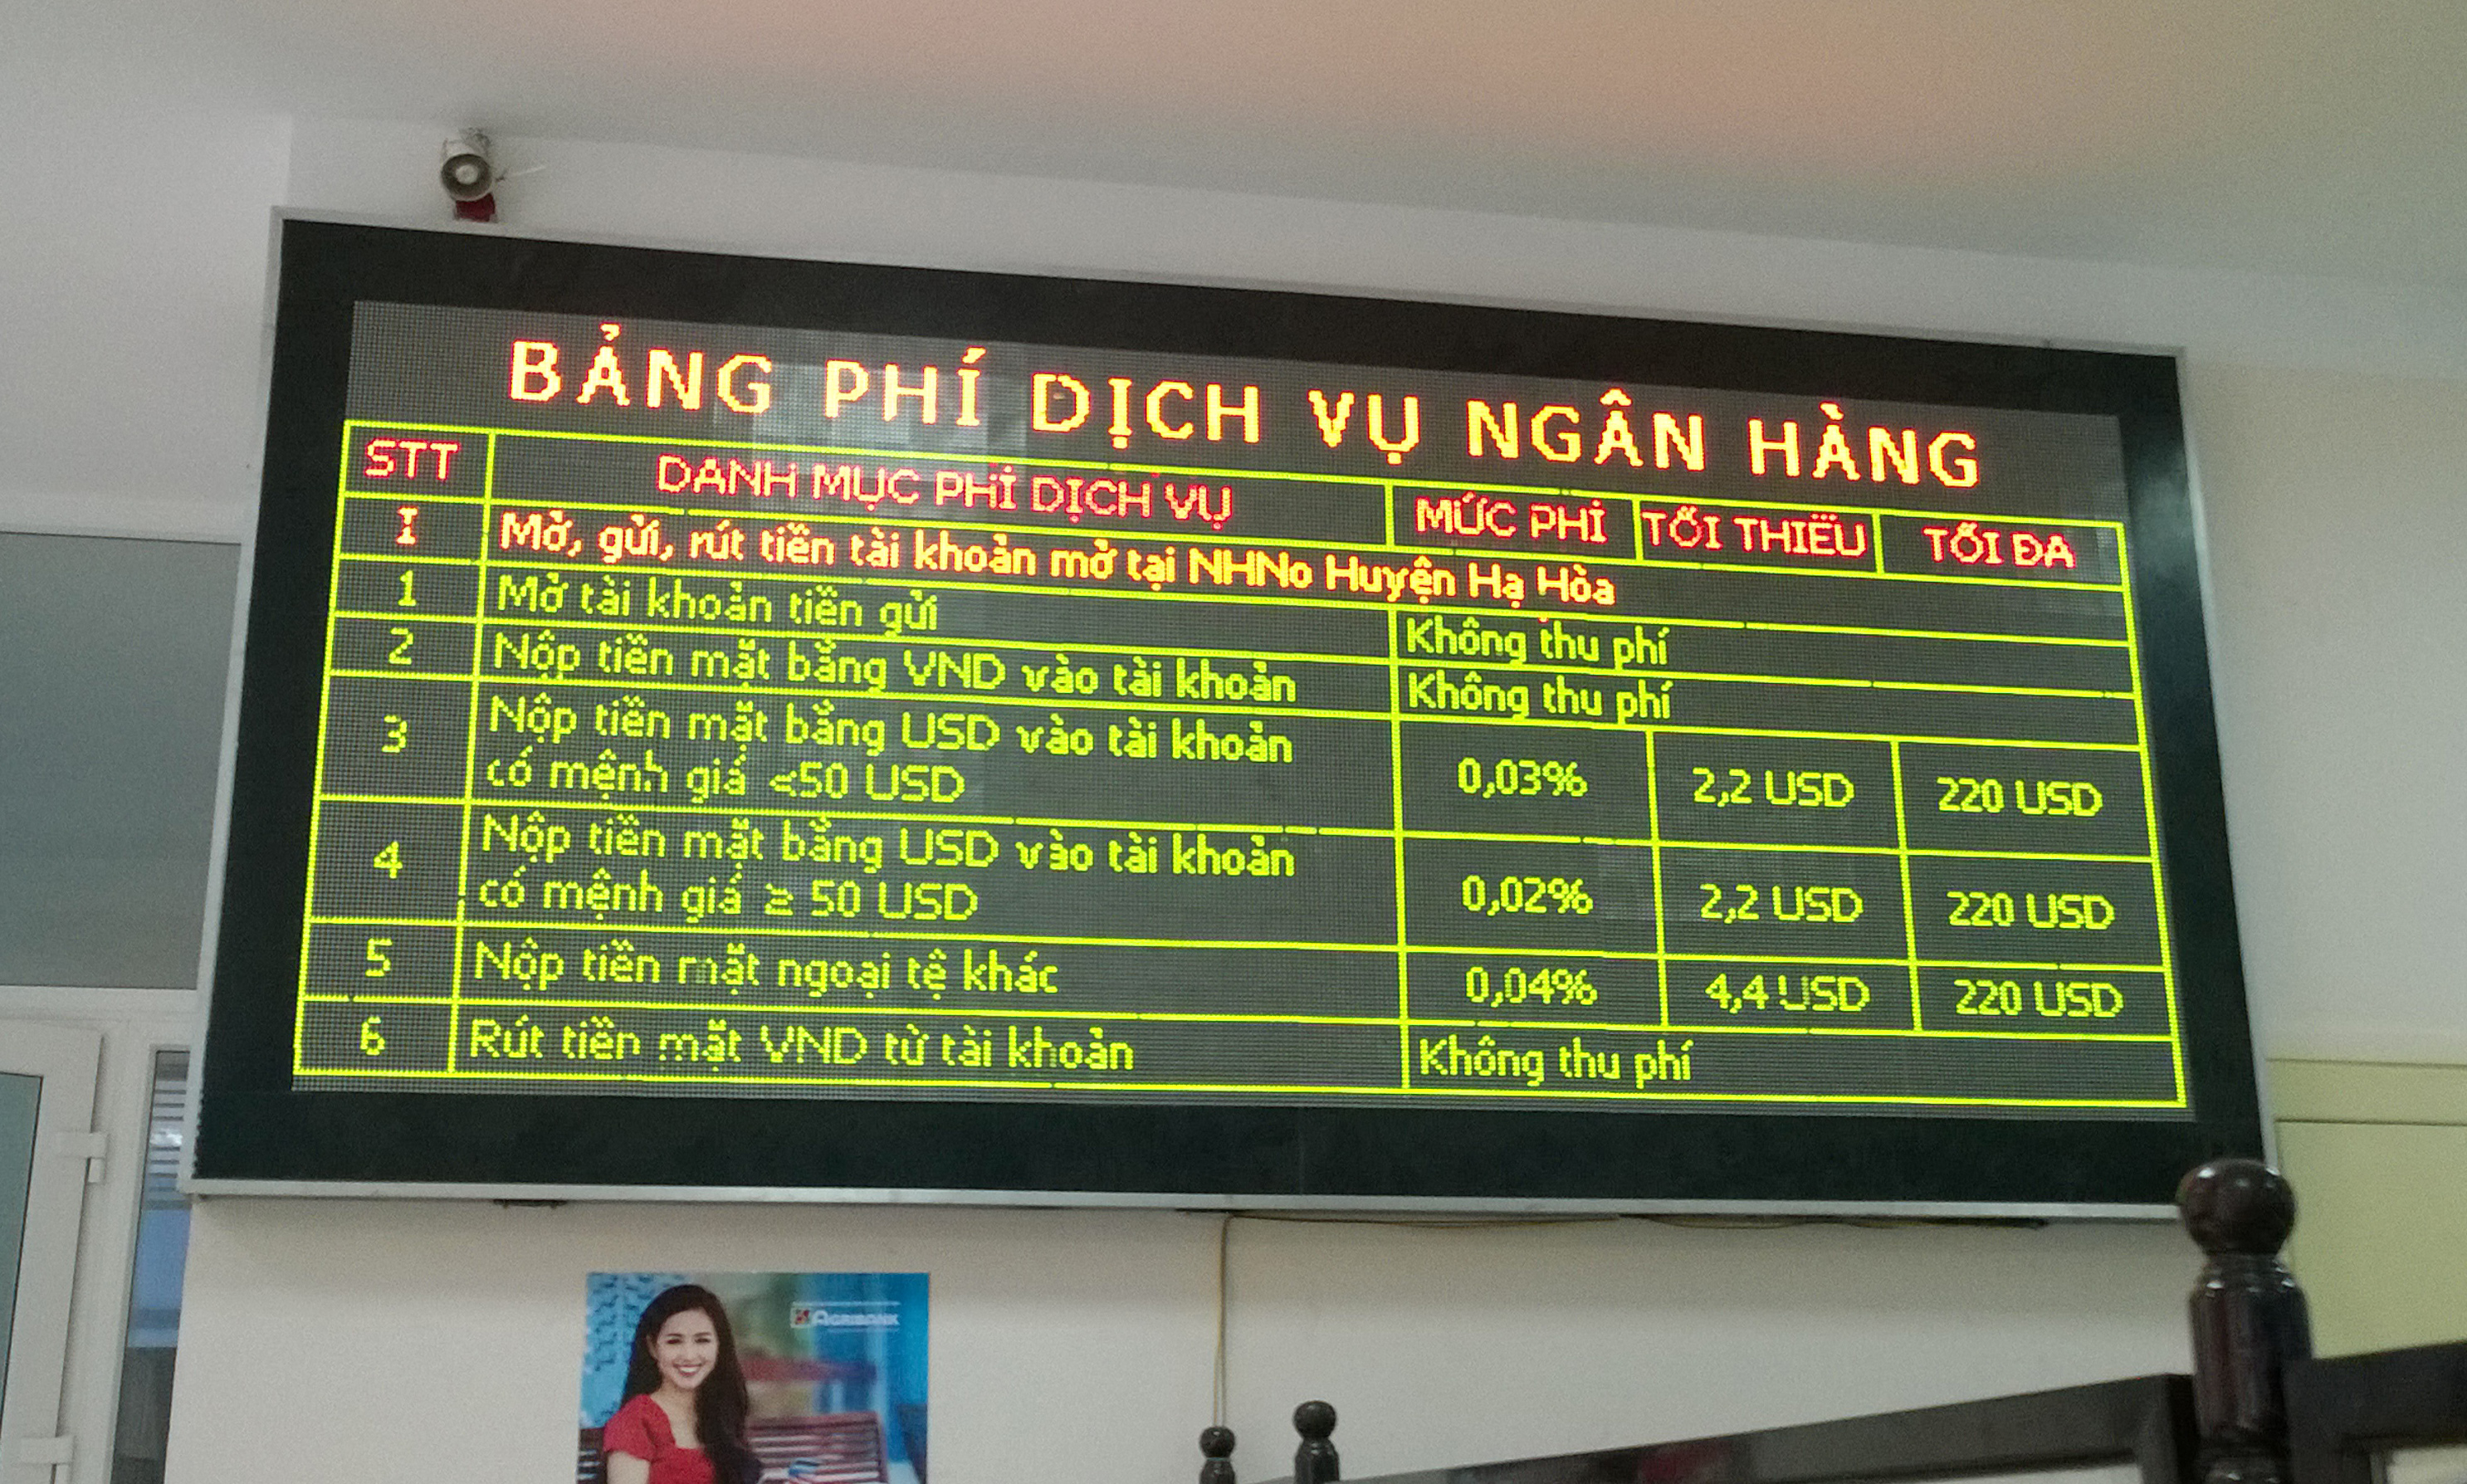 BẢNG PHÍ DỊCH VỤ NGÂN HÀNG
STT DANH MỤC PHÍ DỊCH VỤ MỨC PHÍ TỐI THIỂU TỐI ĐA
I Mở, gửi, rút tiền tài khoản mở tại NHNo Huyện Hạ Hòa
1 Mở tài khoản tiền gửi Không thu phí
2 Nộp tiền mặt bằng VND vào tài khoản Không thu phí
3 Nộp tiền mặt bằng USD vào tài khoản
có mệnh giá <50 USD 0,03% 2,2 USD 220 USD
4 Nộp tiền mặt bằng USD vào tài khoản
có mệnh giá ≥ 50 USD 0,02% 2,2 USD 220 USD
5 Nộp tiền mặt ngoại tệ khác 0,04% 4,4 USD 220 USD
6 Rút tiền mặt VND từ tài khoản Không thu phí
AGRIBANK